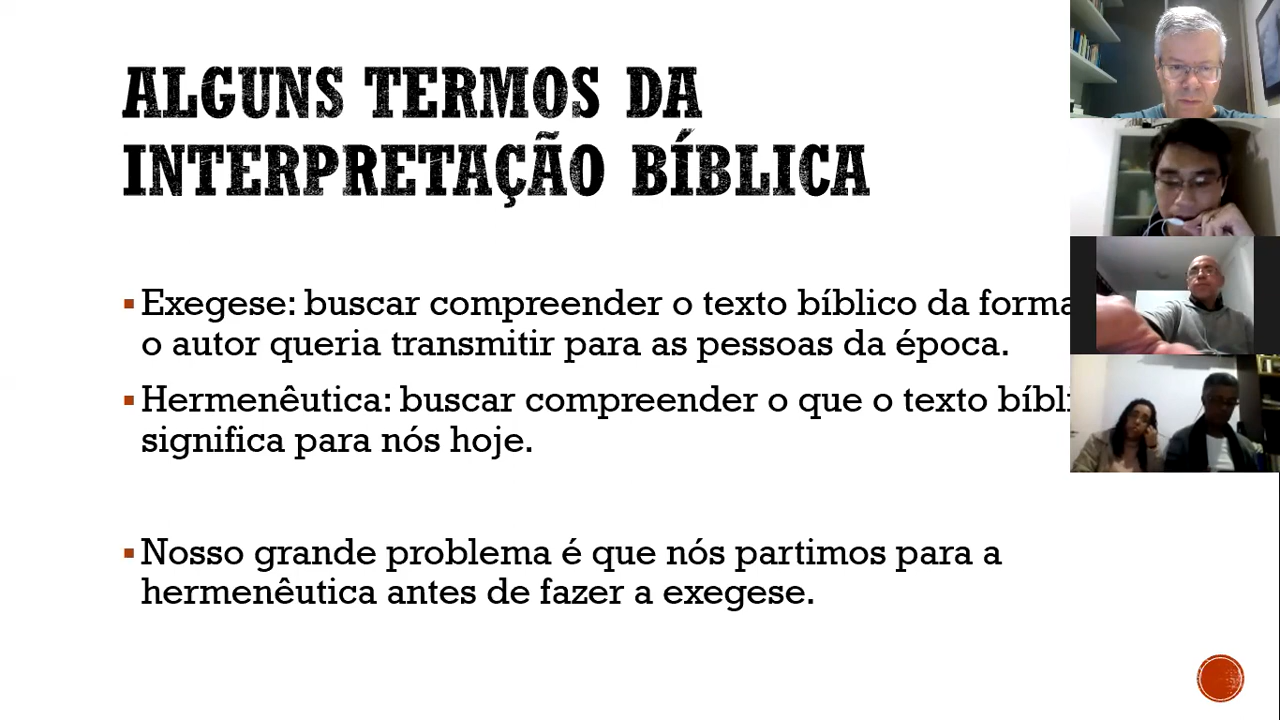 ALGUNS TERMOS DA
INTERPRETAÇÃO BÍBLICA
Exegese: buscar compreender o texto bíblico da forma
o autor queria transmitir para as pessoas da época.
Hermenêutica: buscar compreender o que o texto
significa para nós hoje.
Nosso grande problema é que nós partimos para a
hermenêutica antes de fazer a exegese.